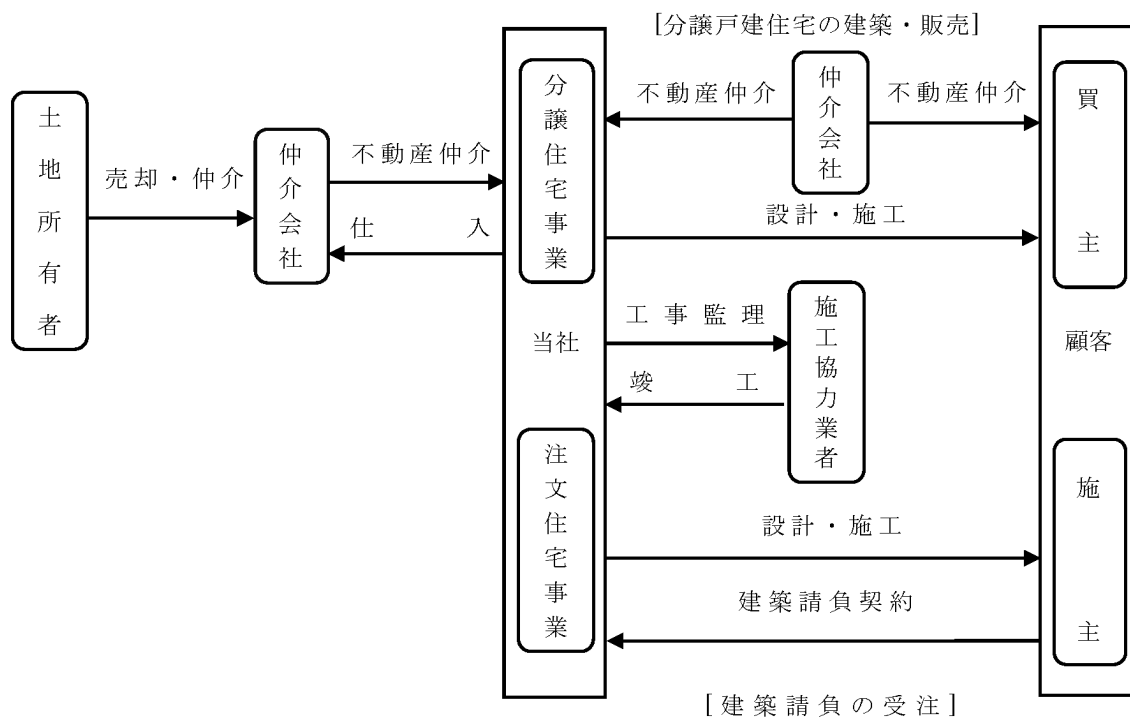 [分譲戸建住宅の建築・販売]
土地所有者
売却・仲介
仲介会社
不動産仲介
仕入
分譲住宅事業
不動産仲介
仲介会社
不動産仲介
買主
設計・施工
当社
工事監理
竣工
施工協力業者
顧客
注文住宅事業
設計・施工
建築請負契約
施主
[建築請負の受注]